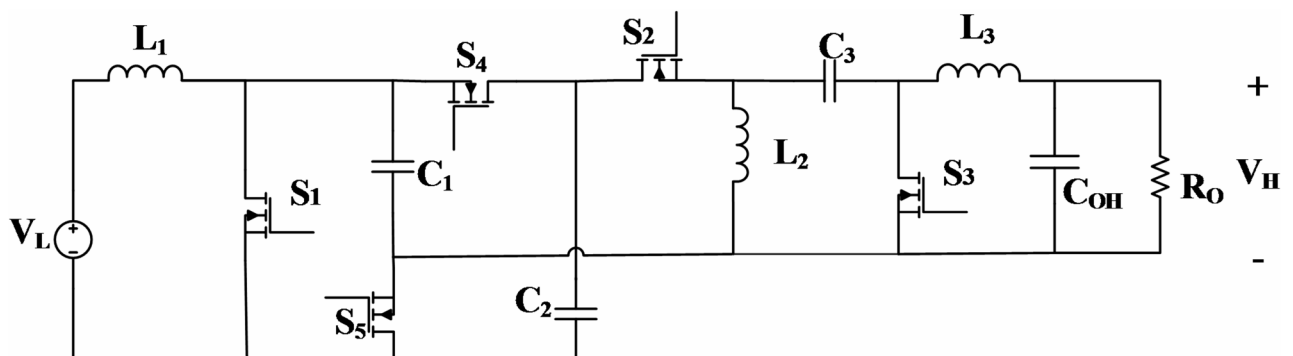 L1
S4
S2
C3
L3
+
S1
C1
L2
S3
COH
RO
VH
VL
+
-
-
S5
C2